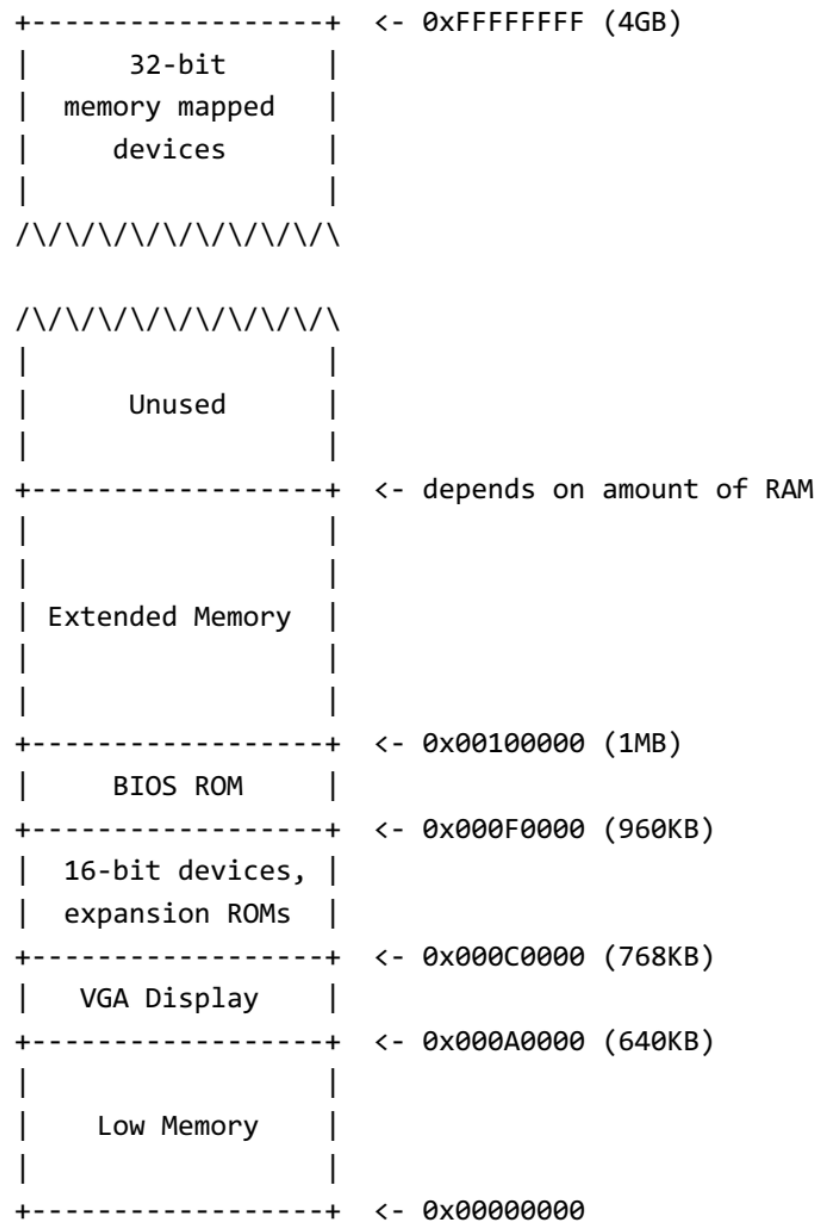 +------------------+  <- 0xFFFFFFFF (4GB)
|      32-bit      |
|  memory mapped   |
|     devices      |
|                  |
/\/\/\/\/\/\/\/\/\/\

/\/\/\/\/\/\/\/\/\/\
|                  |
|      Unused      |
|                  |
+------------------+  <- depends on amount of RAM
|                  |
|                  |
| Extended Memory  |
|                  |
|                  |
+------------------+  <- 0x00100000 (1MB)
|     BIOS ROM     |
+------------------+  <- 0x000F0000 (960KB)
|  16-bit devices, |
|  expansion ROMs  |
+------------------+  <- 0x000C0000 (768KB)
|   VGA Display    |
+------------------+  <- 0x000A0000 (640KB)
|                  |
|    Low Memory    |
|                  |
+------------------+  <- 0x00000000